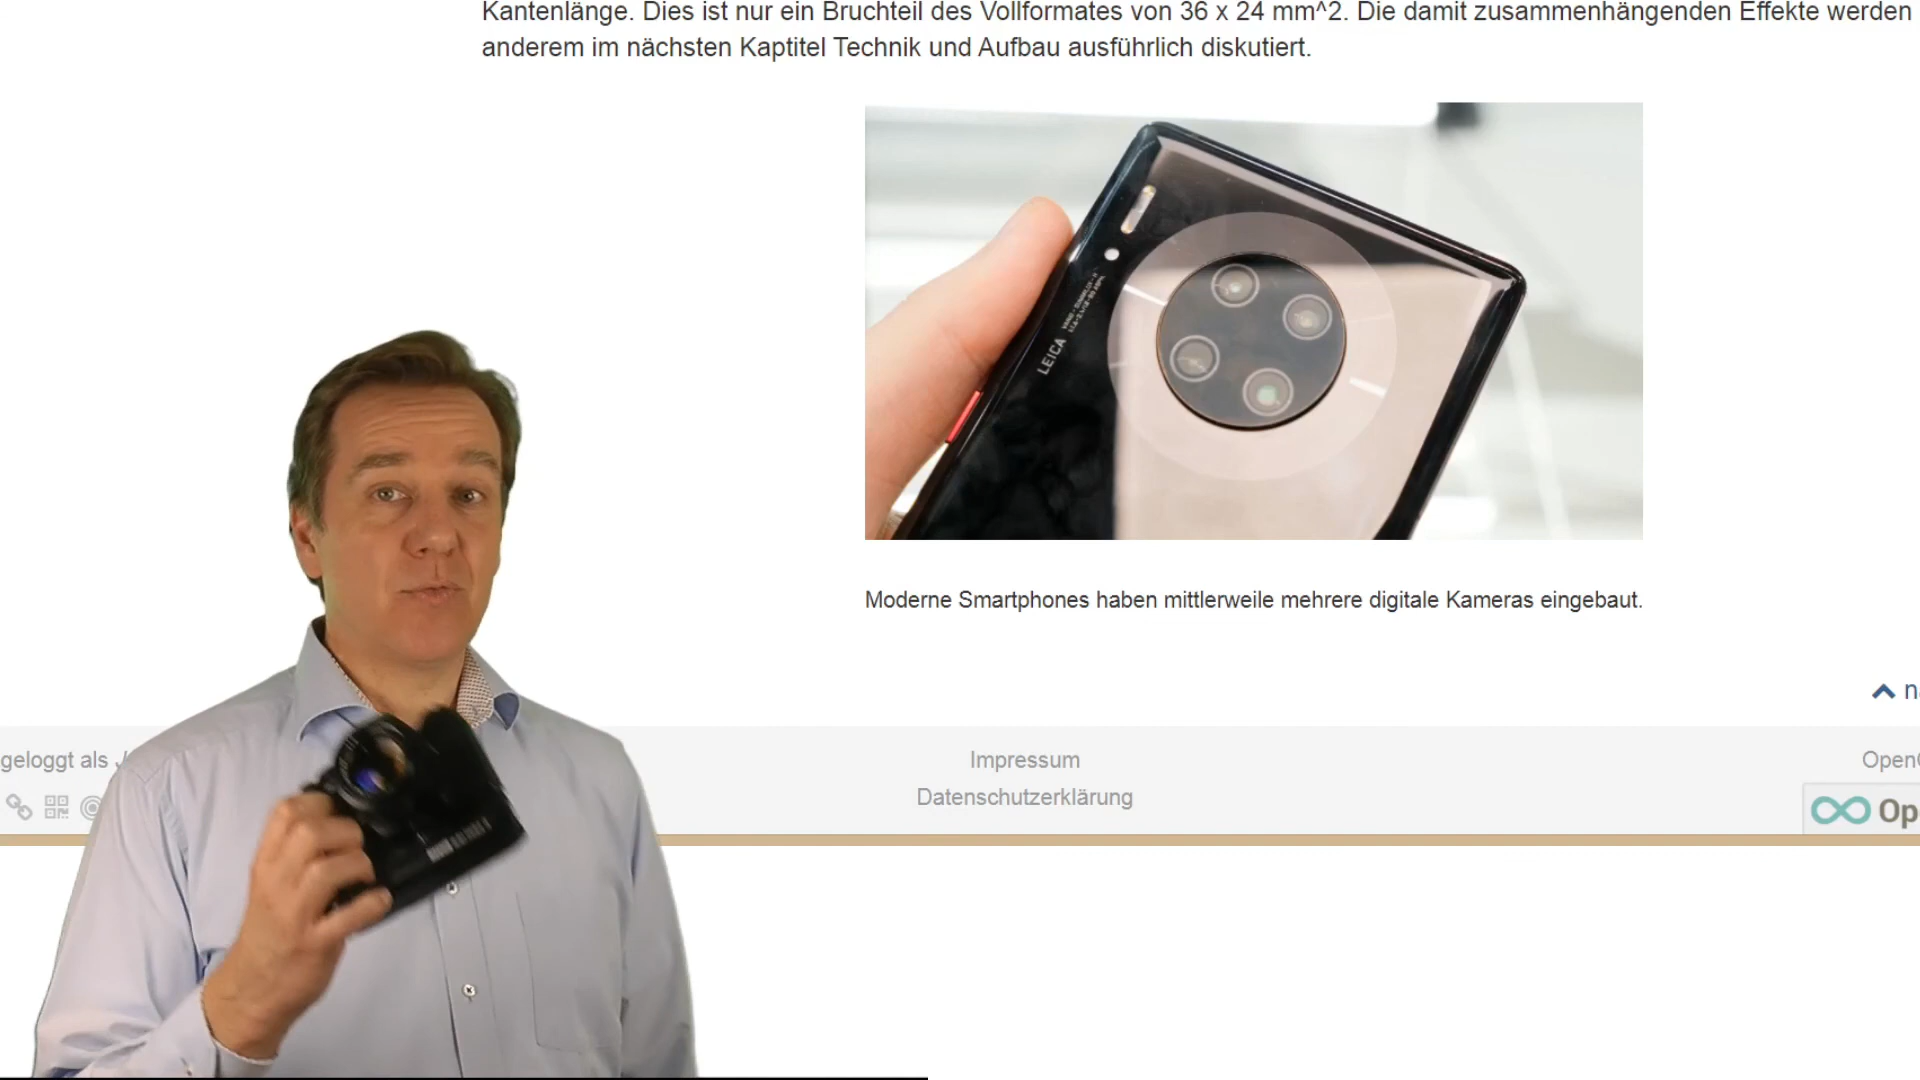 Kantenlänge. Dies ist nur ein Bruchteil des Vollformates von 36 x 24 mm^2. Die damit zusammenhängenden Effekte werden
anderem im nächsten Kaptitel Technik und Aufbau ausführlich diskutiert.
LEICA
Moderne Smartphones haben mittlerweile mehrere digitale Kameras eingebaut.
geloggt als
Impressum
Datenschutzerklärung